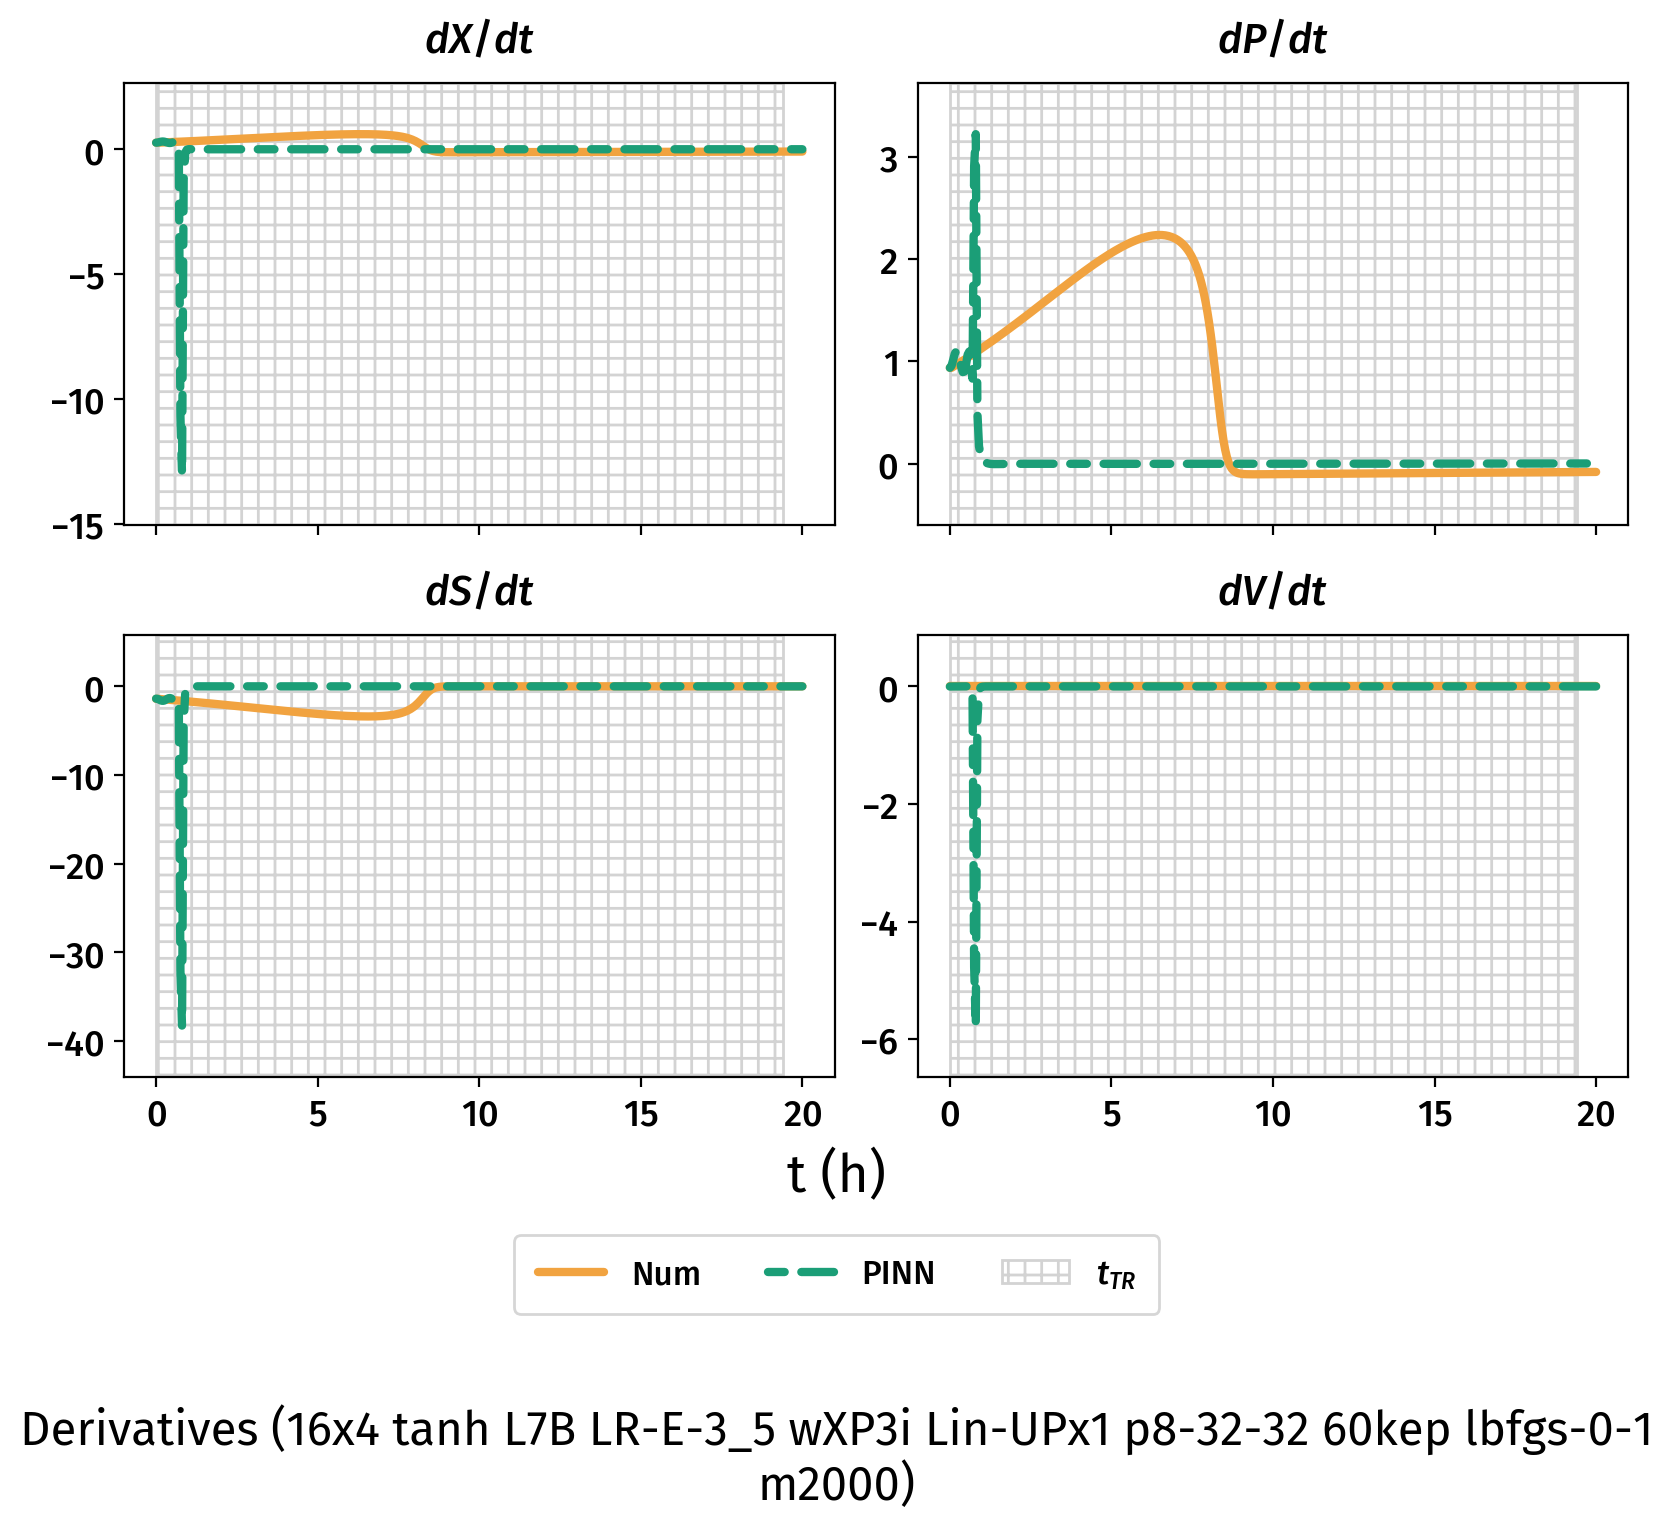 dX/dt
dP/dt
0
−5
−10
−15
3
2
1
0
dS/dt
dV/dt
0
−10
−20
−30
−40
0
−2
−4
−6
0 5 10 15 20
0 5 10 15 20
t (h)
Num PINN tTR
Derivatives (16x4 tanh L7B LR-E-3_5 wXP3i Lin-UPx1 p8-32-32 60kep lbfgs-0-1
m2000)